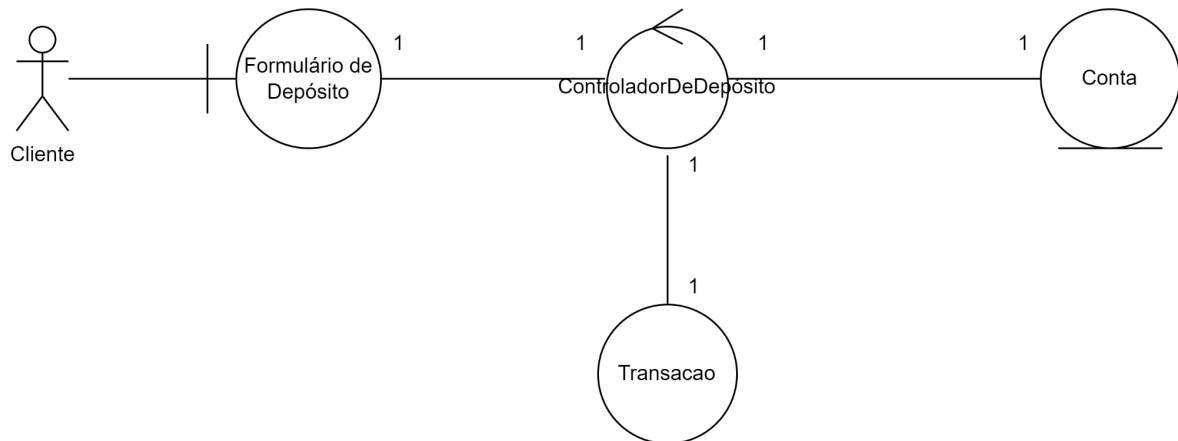 1
1
1
1
Formulário de
Depósito
ControladorDeDepósito
Conta
Cliente
1
1
Transacao